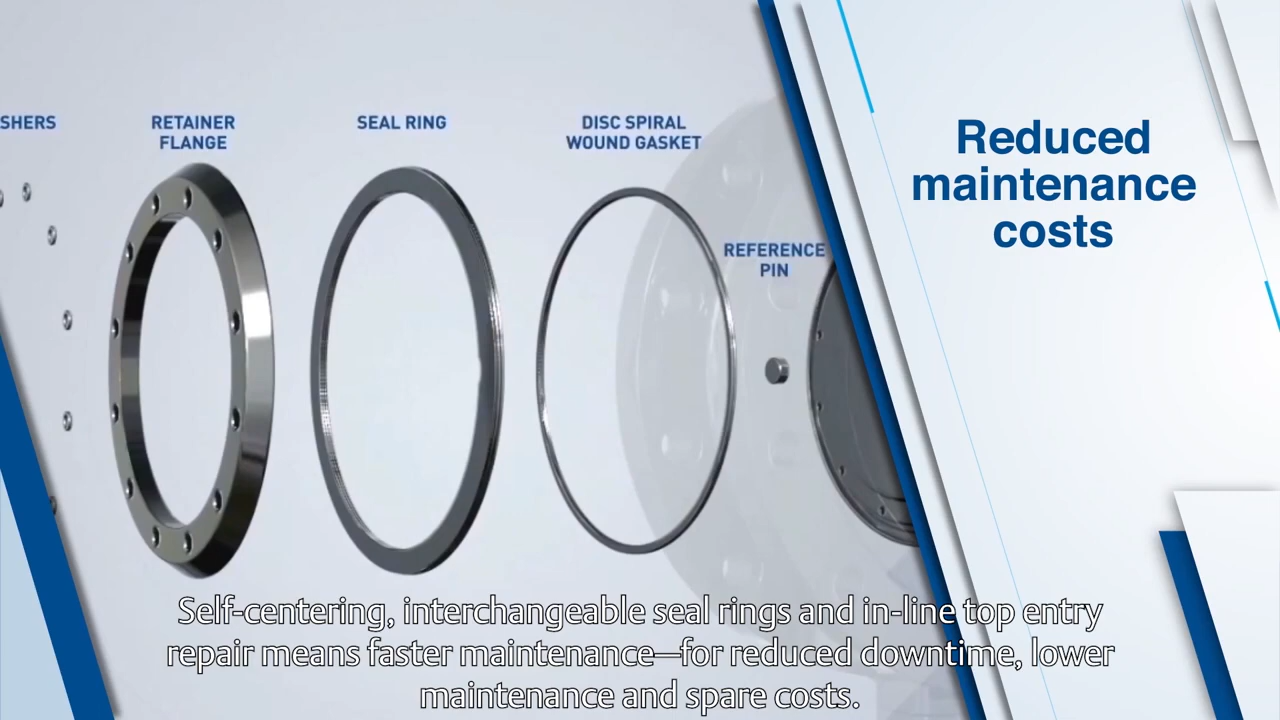 SHERS
RETAINER
FLANGE
SEAL RING
DISC SPIRAL
WOUND GASKET
REFERENCE
PIN
Reduced
maintenance
costs
Self-centering, interchangeable seal rings and in-line top entry
repair means faster maintenance—for reduced downtime, lower
maintenance and spare costs.